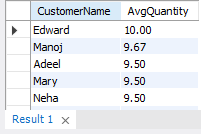 CustomerName AvgQuantity
Edward 10.00
Manoj 9.67
Adeel 9.50
Mary 9.50
Neha 9.50
Result 1 ×